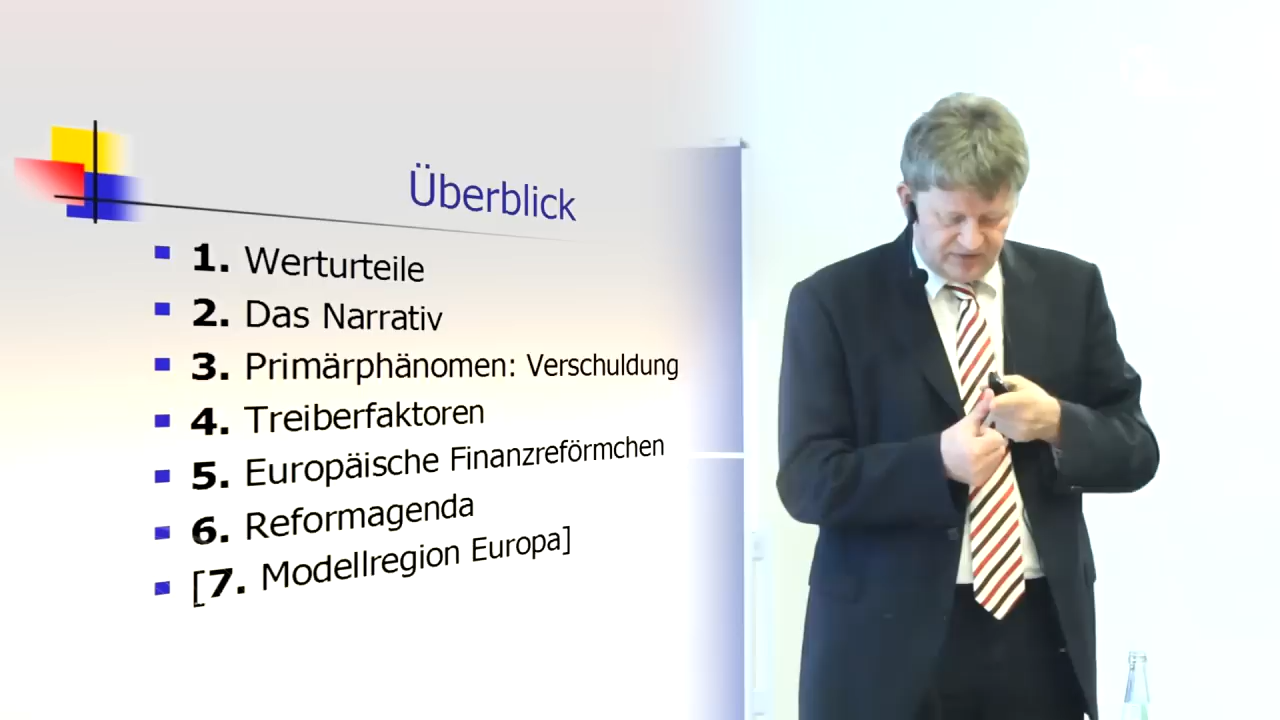 Überblick
1. Werturteile
2. Das Narrativ
3. Primärphänomen: Verschuldung
4. Treiberfaktoren
5. Europäische Finanzreförmchen
6. Reformagenda
[7. Modellregion Europa]